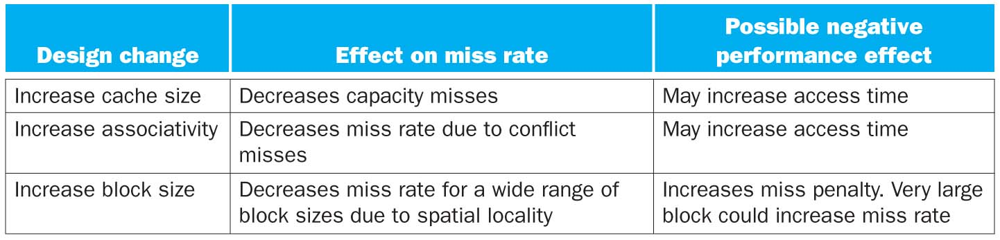 Design change
Effect on miss rate
Possible negative
performance effect
Increase cache size
Decreases capacity misses
May increase access time
Increase associativity
Decreases miss rate due to conflict
misses
May increase access time
Increase block size
Decreases miss rate for a wide range of
block sizes due to spatial locality
Increases miss penalty. Very large
block could increase miss rate